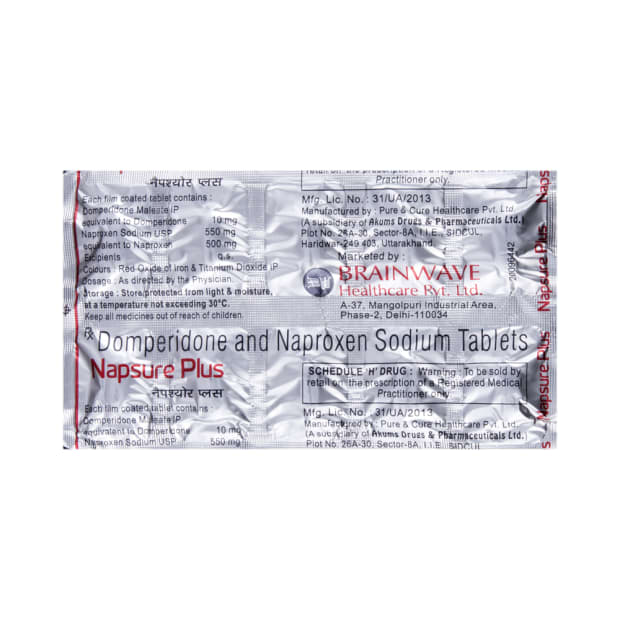 नैपश्योर प्लस
Each film coated tablet contains :
Domperidone Maleate IP
equivalent to Domperidone 10 mg
Naproxen Sodium USP 550 mg
equivalent to Naproxen 500 mg
Excipients q.s.
Colours : Red Oxide of Iron & Titanium Dioxide IP
Dosage : As directed by the Physician.
Storage : Store protected from light & moisture,
at a temperature not exceeding 30°C.
Keep all medicines out of reach of children.
retail on the prescription of a Registered Medical
Practitioner only.
Mfg. Lic. No. : 31/UA/2013
Manufactured by : Pure & Cure Healthcare Pvt. Ltd.
(A subsidiary of Akums Drugs & Pharmaceuticals Ltd.)
Plot No. 26A-30, Sector-8A, I.I.E., SIDCUL,
Haridwar-249 403, Uttarakhand.
Marketed by :
BRAINWAVE
Healthcare Pvt. Ltd.
A-37, Mangolpuri Industrial Area,
Phase-2, Delhi-110034
Rx Domperidone and Naproxen Sodium Tablets
Napsure Plus
नैपश्योर प्लस
Each film coated tablet contains :
Domperidone Maleate IP
equivalent to Domperidone 10 mg
Naproxen Sodium USP 550 mg
SCHEDULE 'H' DRUG : Warning : To be sold by
retail on the prescription of a Registered Medical
Practitioner only.
Mfg. Lic. No. : 31/UA/2013
Manufactured by : Pure & Cure Healthcare Pvt. Ltd.
(A subsidiary of Akums Drugs & Pharmaceuticals Ltd.)
Plot No. 26A-30, Sector-8A, I.I.E., SIDCUL
Naps
Napsure Plus
Napsure Plus
s